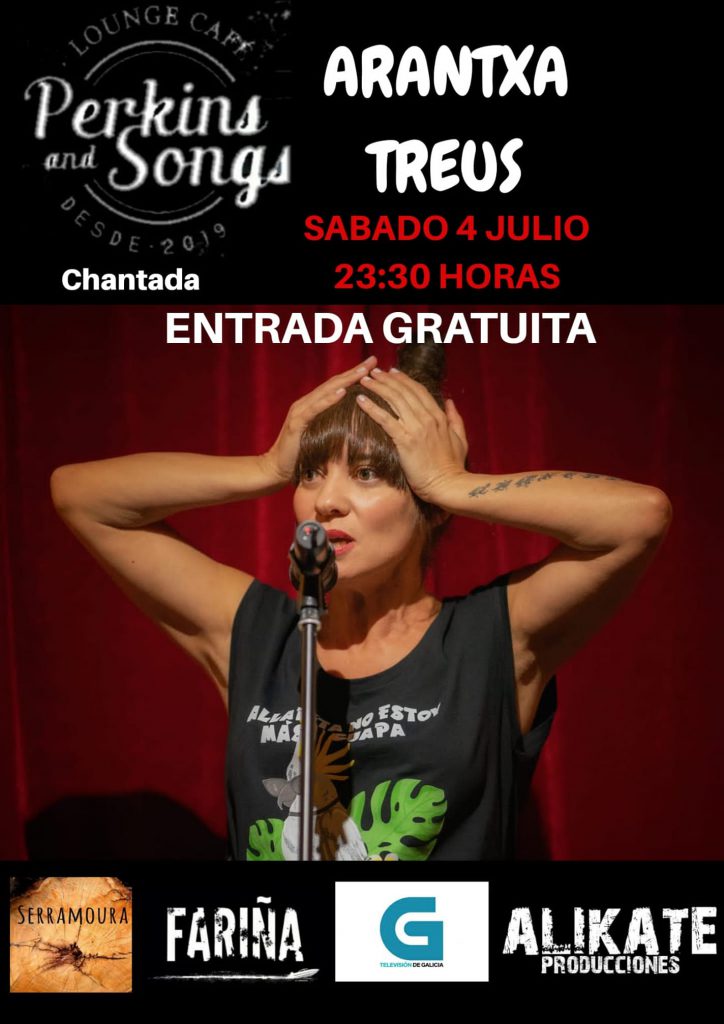 LOUNGE CAFÉ
Perkins
and Songs
DESDE·2019
Chantada
ARANTXA
TREUS
SABADO 4 JULIO
23:30 HORAS
ENTRADA GRATUITA
NO ESTOY
MÁS GUAPA
SERRAMOURA
FARIÑA
G
TELEVISIÓN DE GALICIA
ALIKATE
PRODUCCIONES